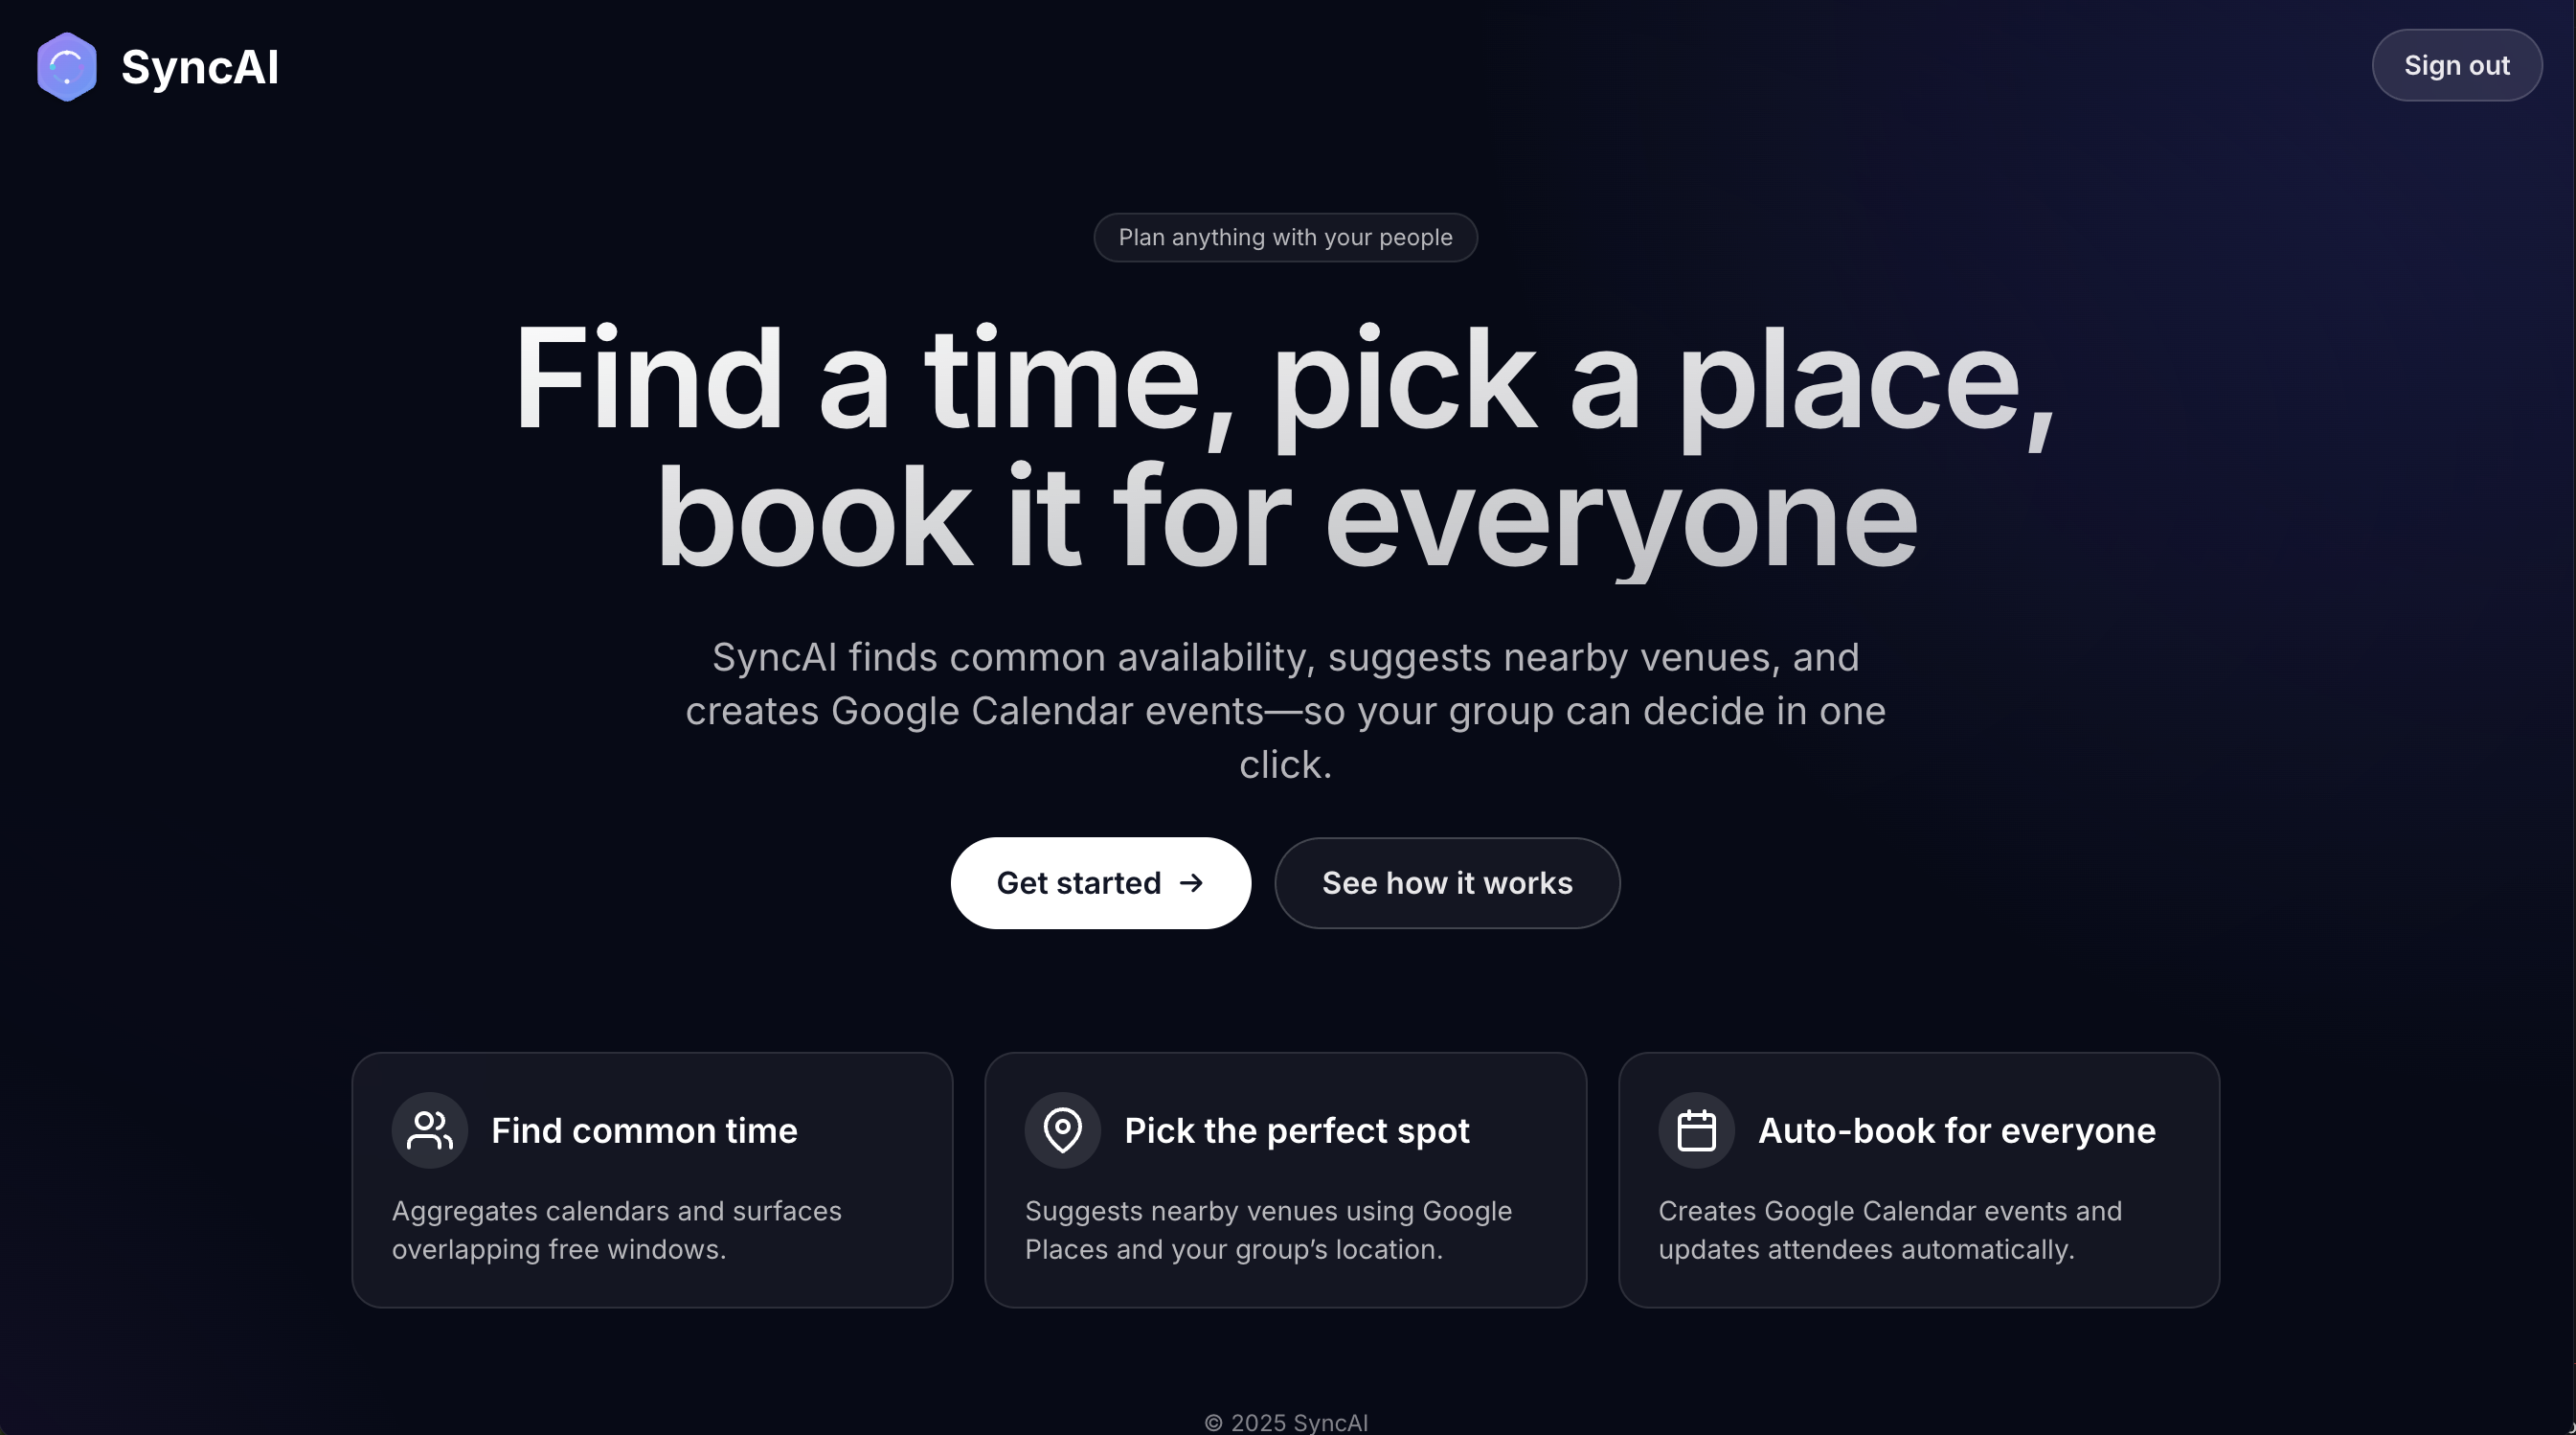 SyncAI
Sign out
Plan anything with your people
Find a time, pick a place,
book it for everyone
SyncAI finds common availability, suggests nearby venues, and
creates Google Calendar events—so your group can decide in one
click.
Get started →
See how it works
Find common time
Aggregates calendars and surfaces
overlapping free windows.
Pick the perfect spot
Suggests nearby venues using Google
Places and your group’s location.
Auto-book for everyone
Creates Google Calendar events and
updates attendees automatically.
© 2025 SyncAI